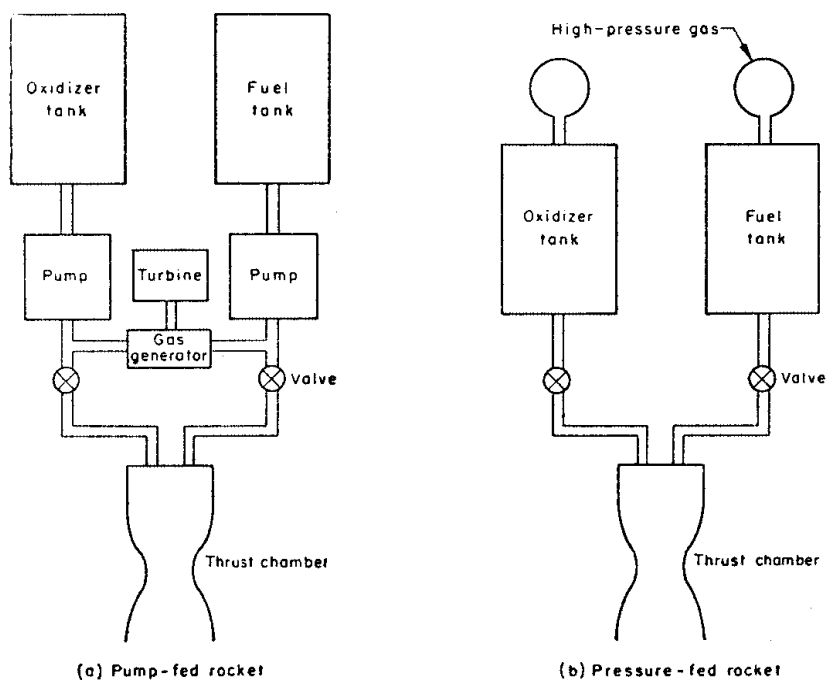 High-pressure gas
Oxidizer
tank
Fuel
tank
Oxidizer
tank
Fuel
tank
Pump
Turbine
Pump
Gas
generator
Valve
Valve
Thrust chamber
Thrust chamber
(a) Pump-fed rocket
(b) Pressure-fed rocket